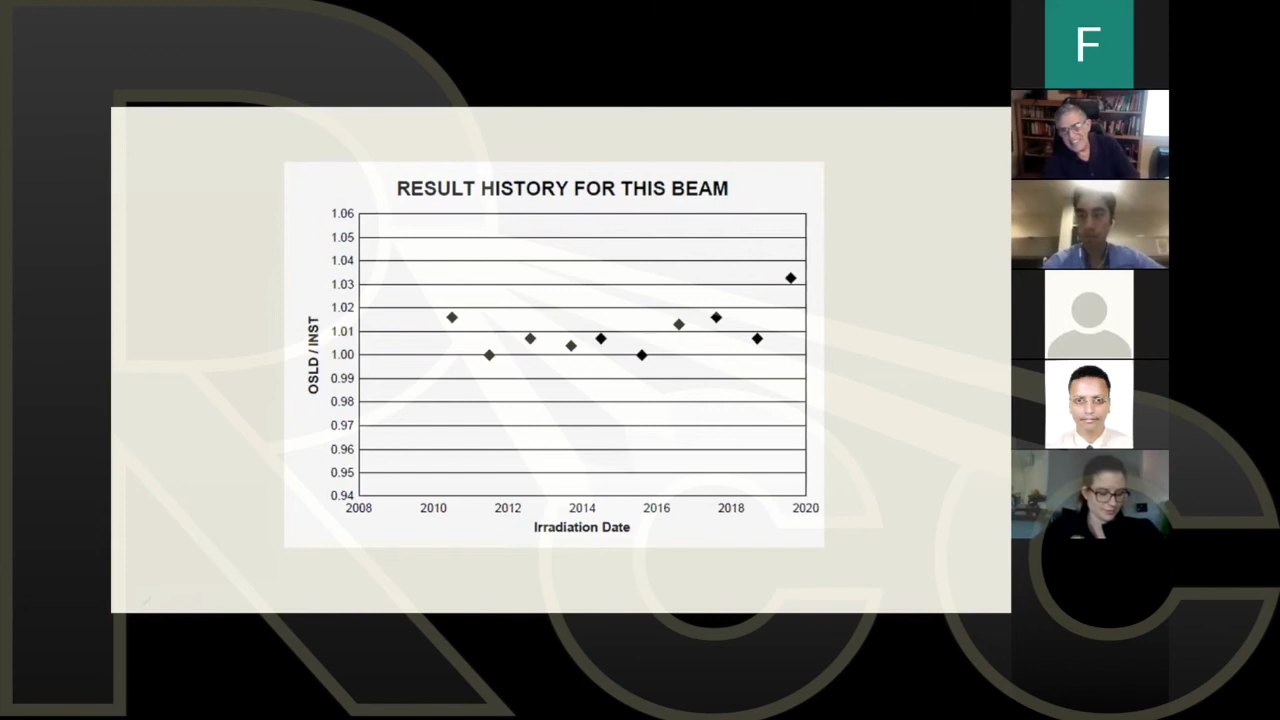 F
RESULT HISTORY FOR THIS BEAM
1.06
1.05
1.04
1.03
1.02
1.01
1.00
0.99
0.98
0.97
0.96
0.95
0.94
OSLD / INST
2008 2010 2012 2014 2016 2018 2020
Irradiation Date
RCC